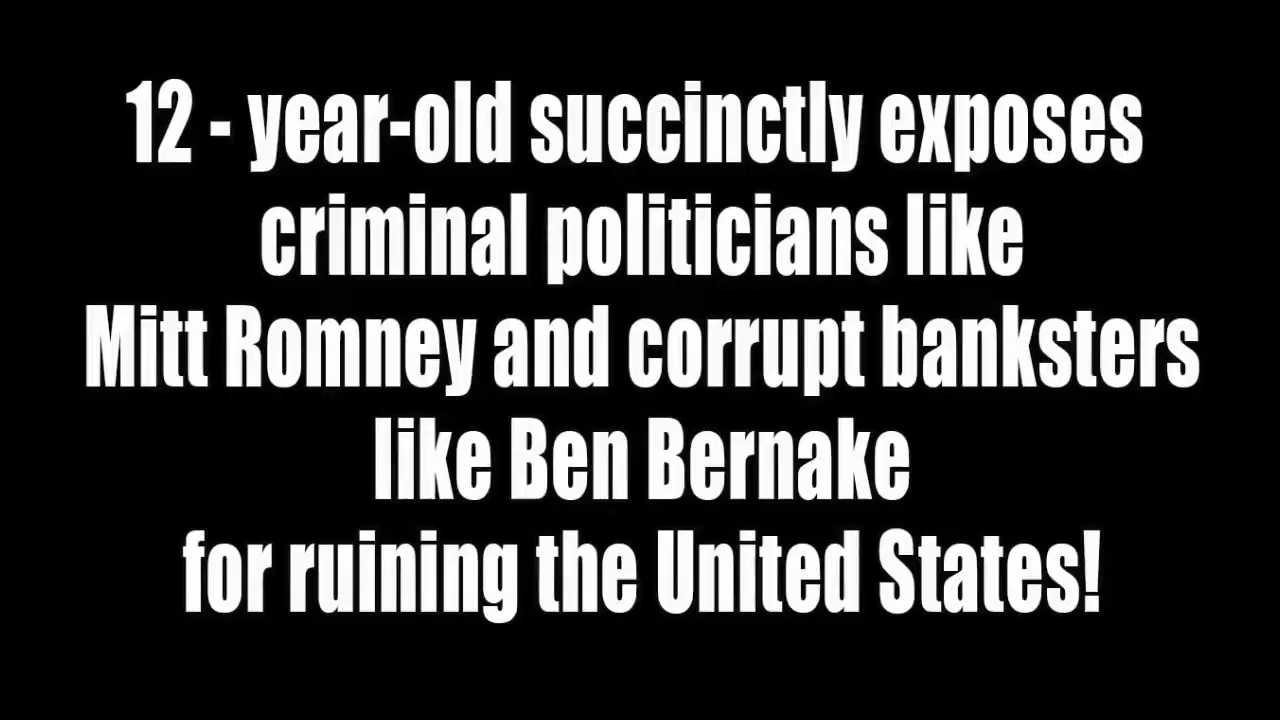 12 - year-old succinctly exposes
criminal politicians like
Mitt Romney and corrupt banksters
like Ben Bernake
for ruining the United States!